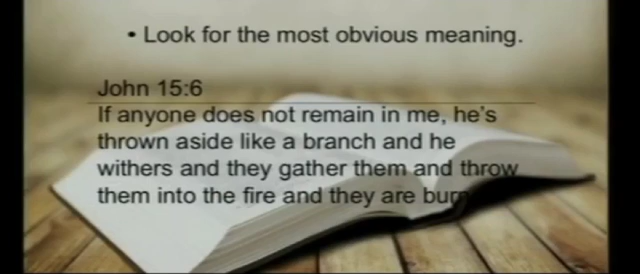 • Look for the most obvious meaning.
John 15:6
If anyone does not remain in me, he's
thrown aside like a branch and he
withers and they gather them and throw
them into the fire and they are